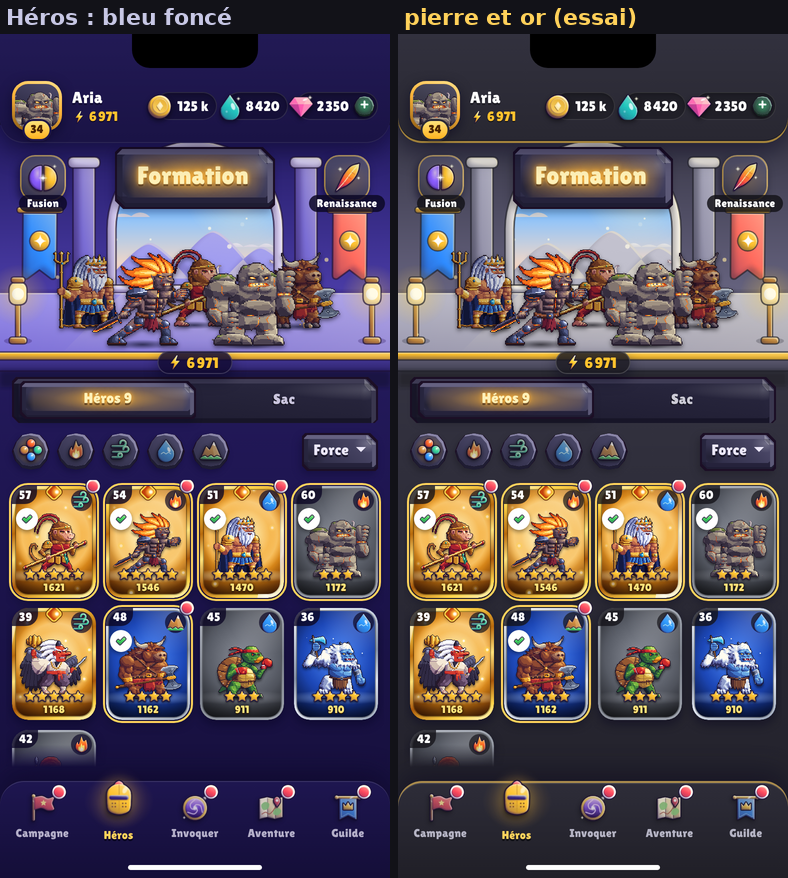 Héros : bleu foncé
Aria
6971
125 k
8420
2350
+
34
Formation
Fusion
Renaissance
6971
Héros 9
Sac
Force
57
54
51
60
1621
1546
1470
1172
39
48
45
36
1168
1162
911
910
42
Campagne
Héros
Invoquer
Aventure
Guilde
pierre et or (essai)
Aria
6971
125 k
8420
2350
+
34
Formation
Fusion
Renaissance
6971
Héros 9
Sac
Force
57
54
51
60
1621
1546
1470
1172
39
48
45
36
1168
1162
911
910
42
Campagne
Héros
Invoquer
Aventure
Guilde